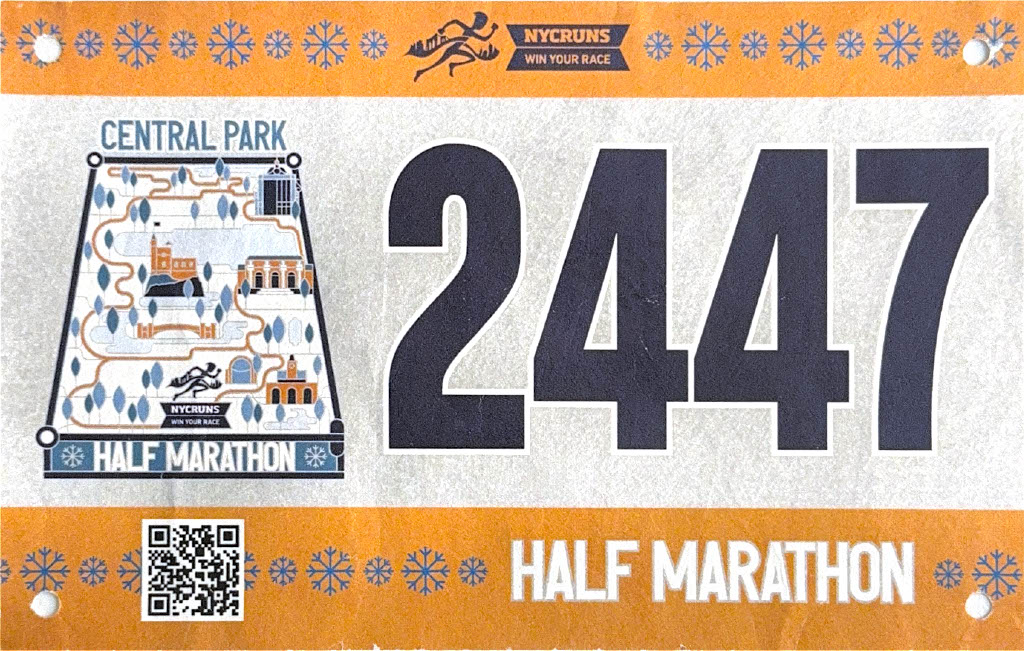 NYCRUNS
WIN YOUR RACE
CENTRAL PARK
NYCRUNS
WIN YOUR RACE
HALF MARATHON
2447
HALF MARATHON